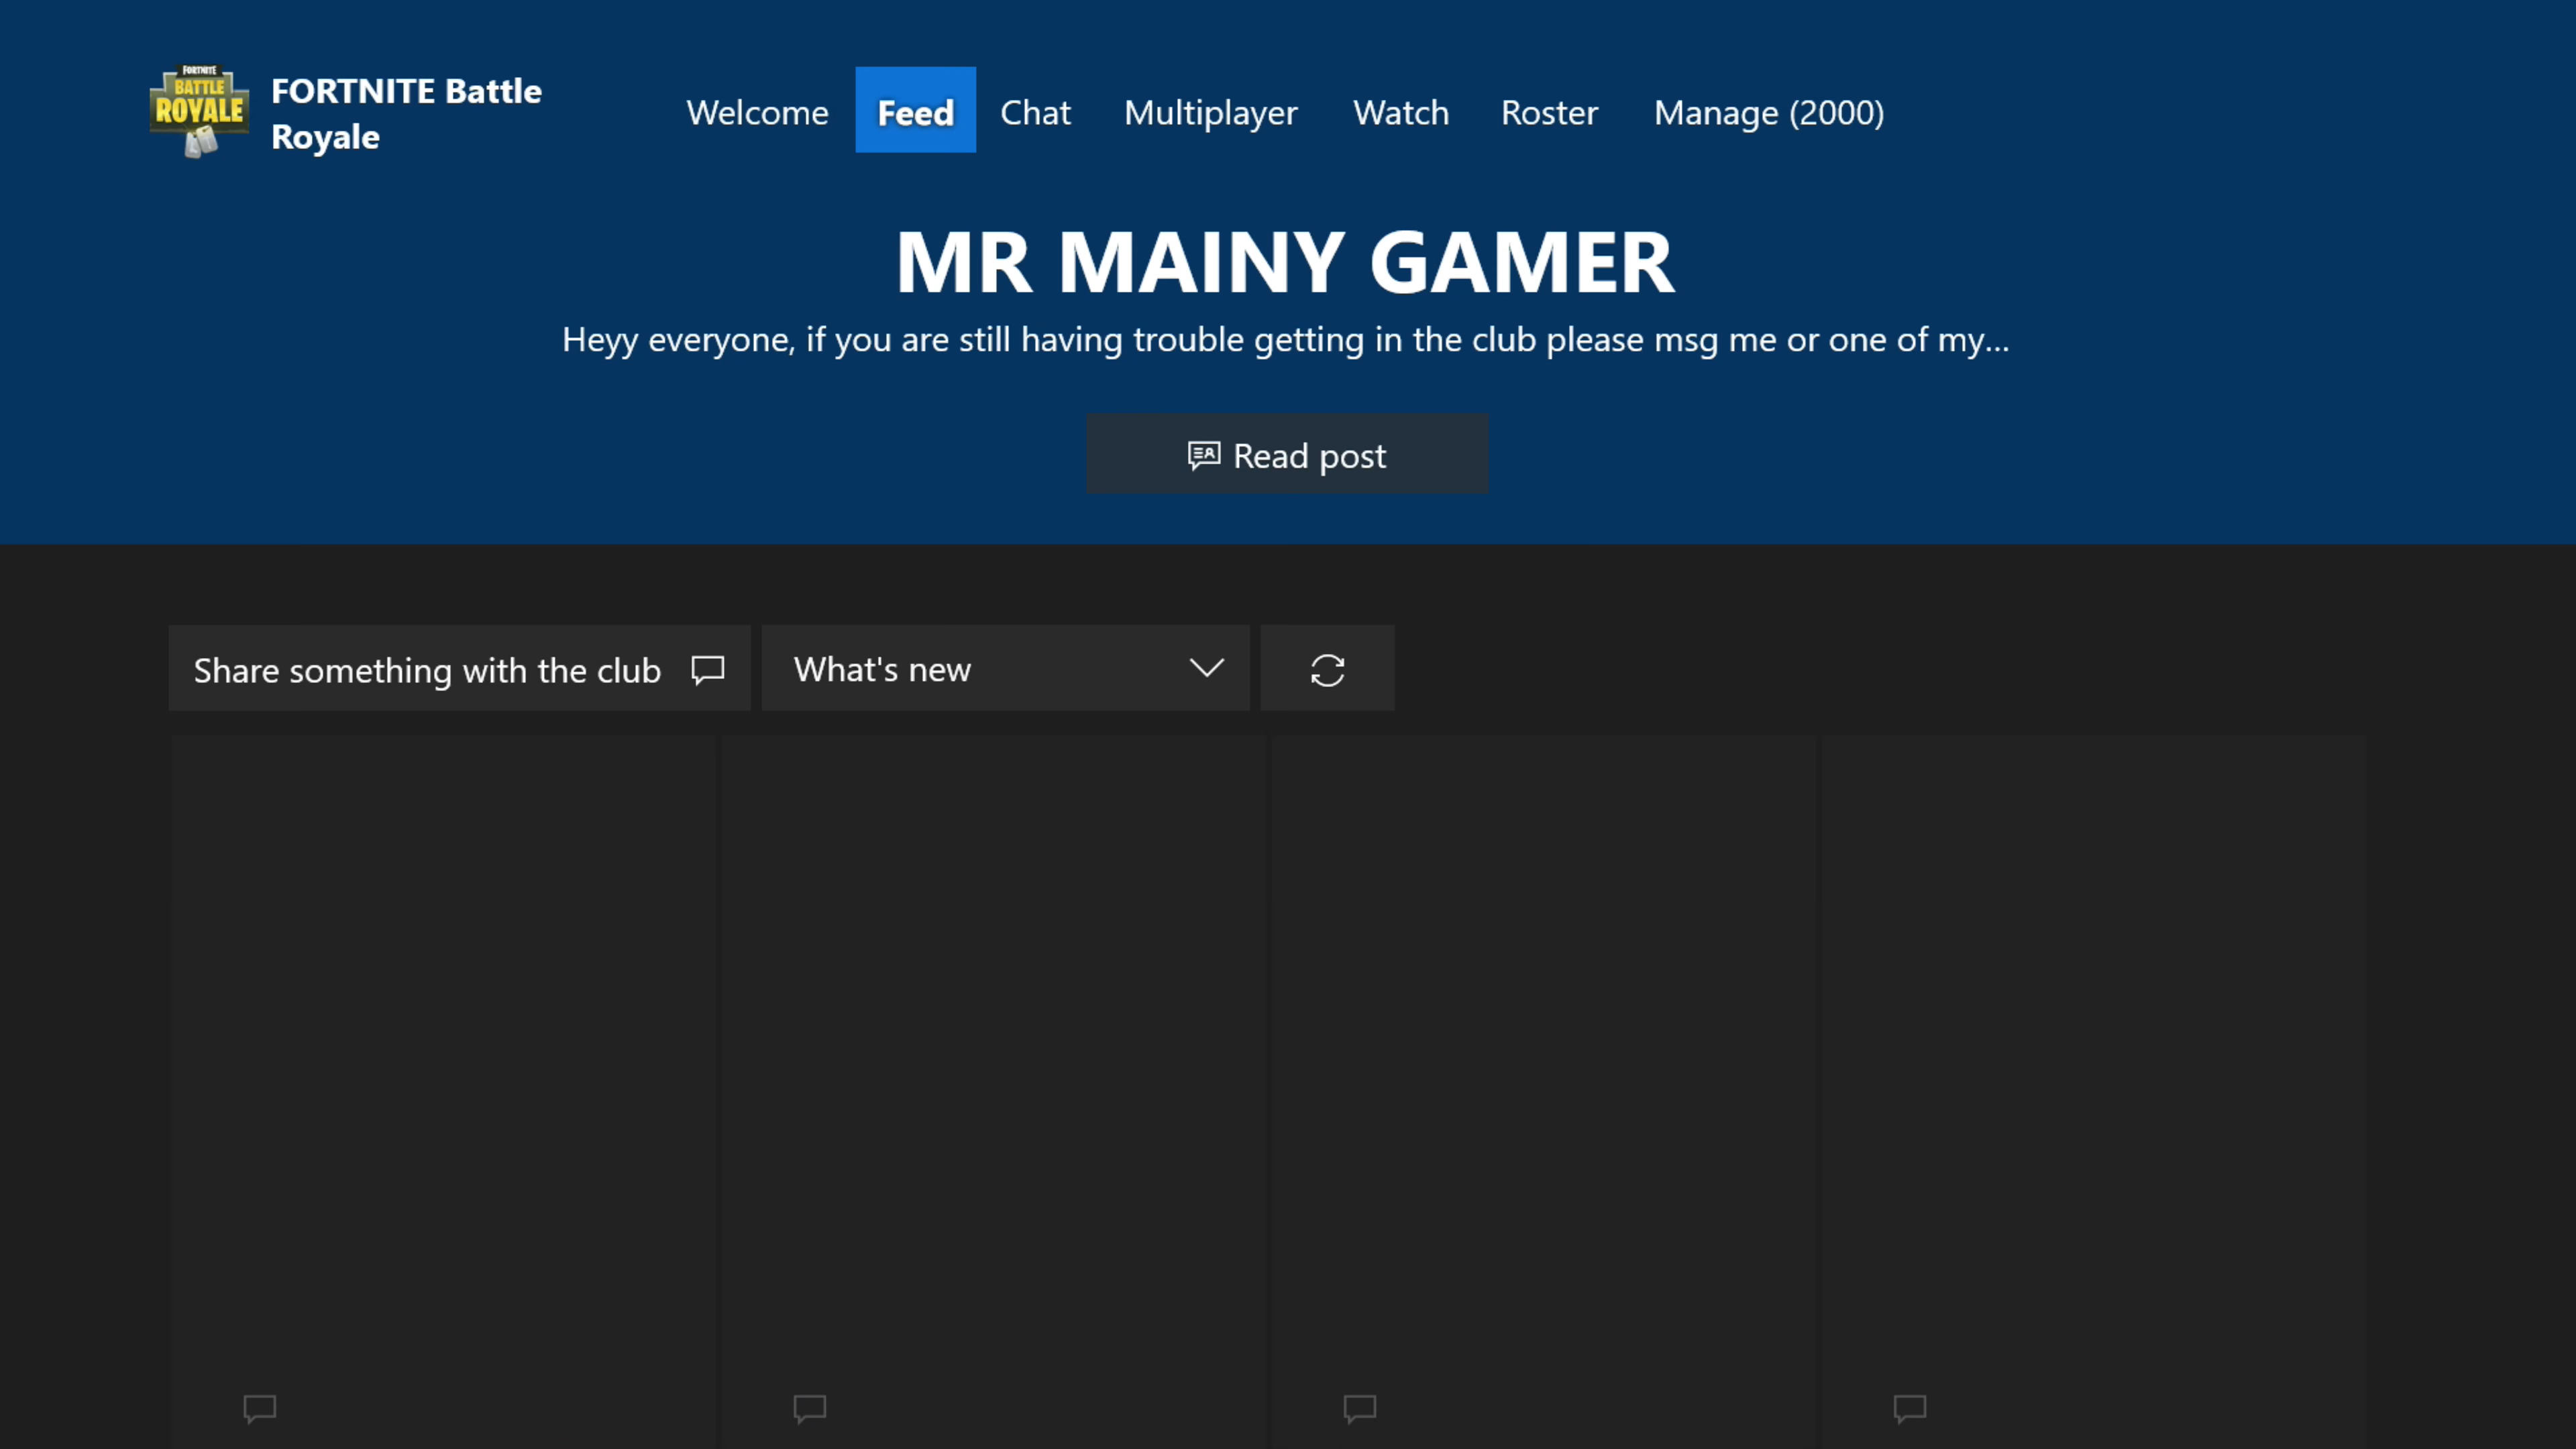 FORTNITE
BATTLE
ROYALE
FORTNITE Battle
Royale
Welcome
Feed
Chat
Multiplayer
Watch
Roster
Manage (2000)
MR MAINY GAMER
Heyy everyone, if you are still having trouble getting in the club please msg me or one of my...
Read post
Share something with the club
What's new